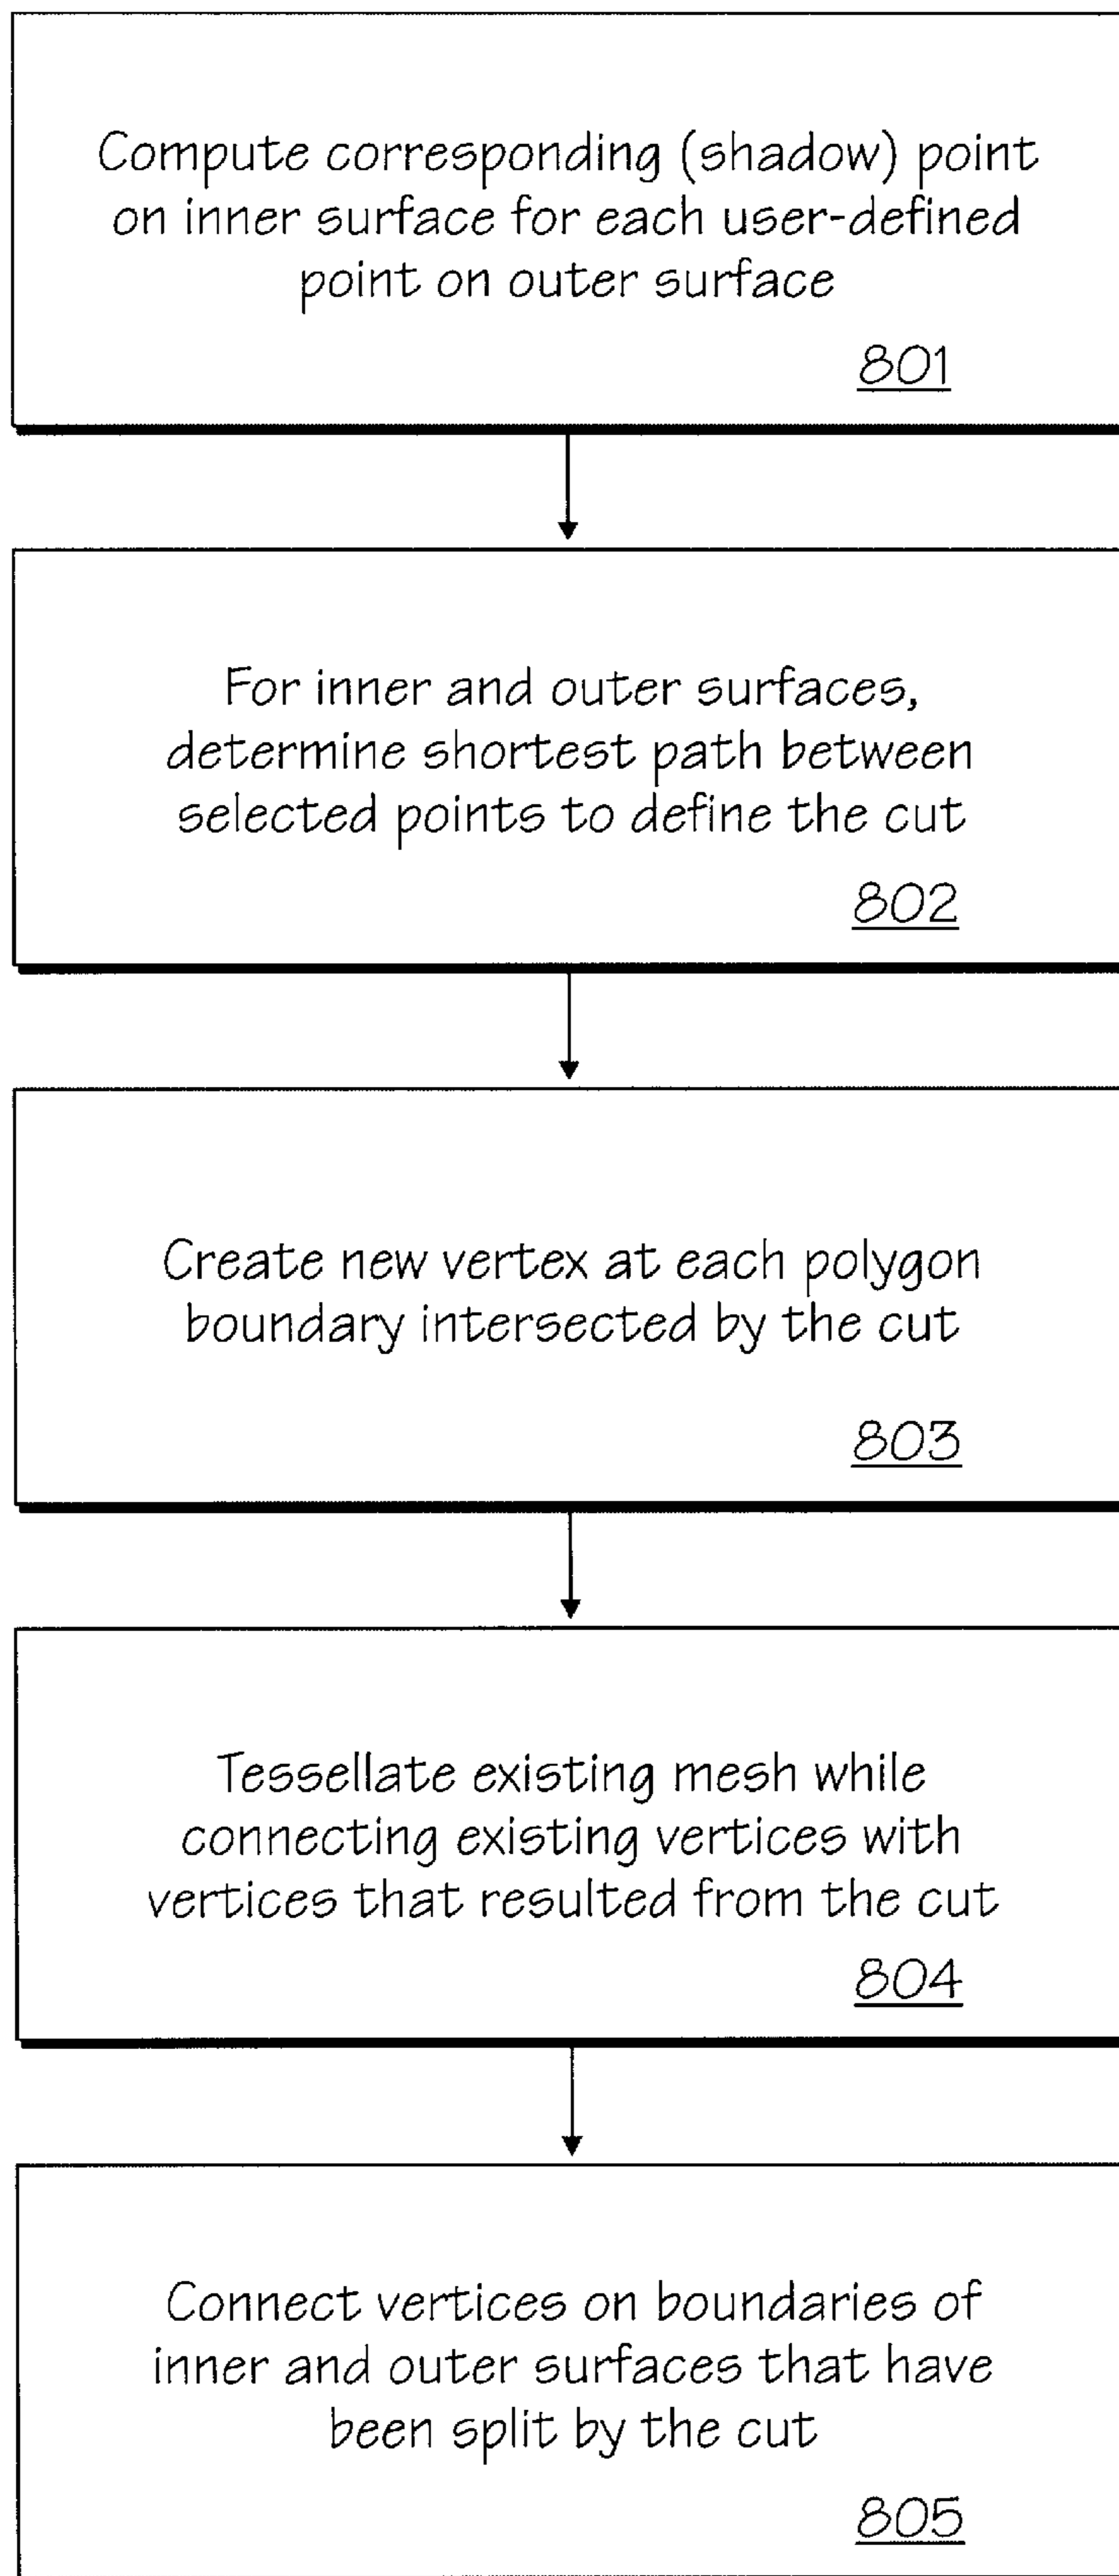 Compute corresponding (shadow) point
on inner surface for each user-defined
point on outer surface
801
For inner and outer surfaces,
determine shortest path between
selected points to define the cut
802
Create new vertex at each polygon
boundary intersected by the cut
803
Tessellate existing mesh while
connecting existing vertices with
vertices that resulted from the cut
804
Connect vertices on boundaries of
inner and outer surfaces that have
been split by the cut
805